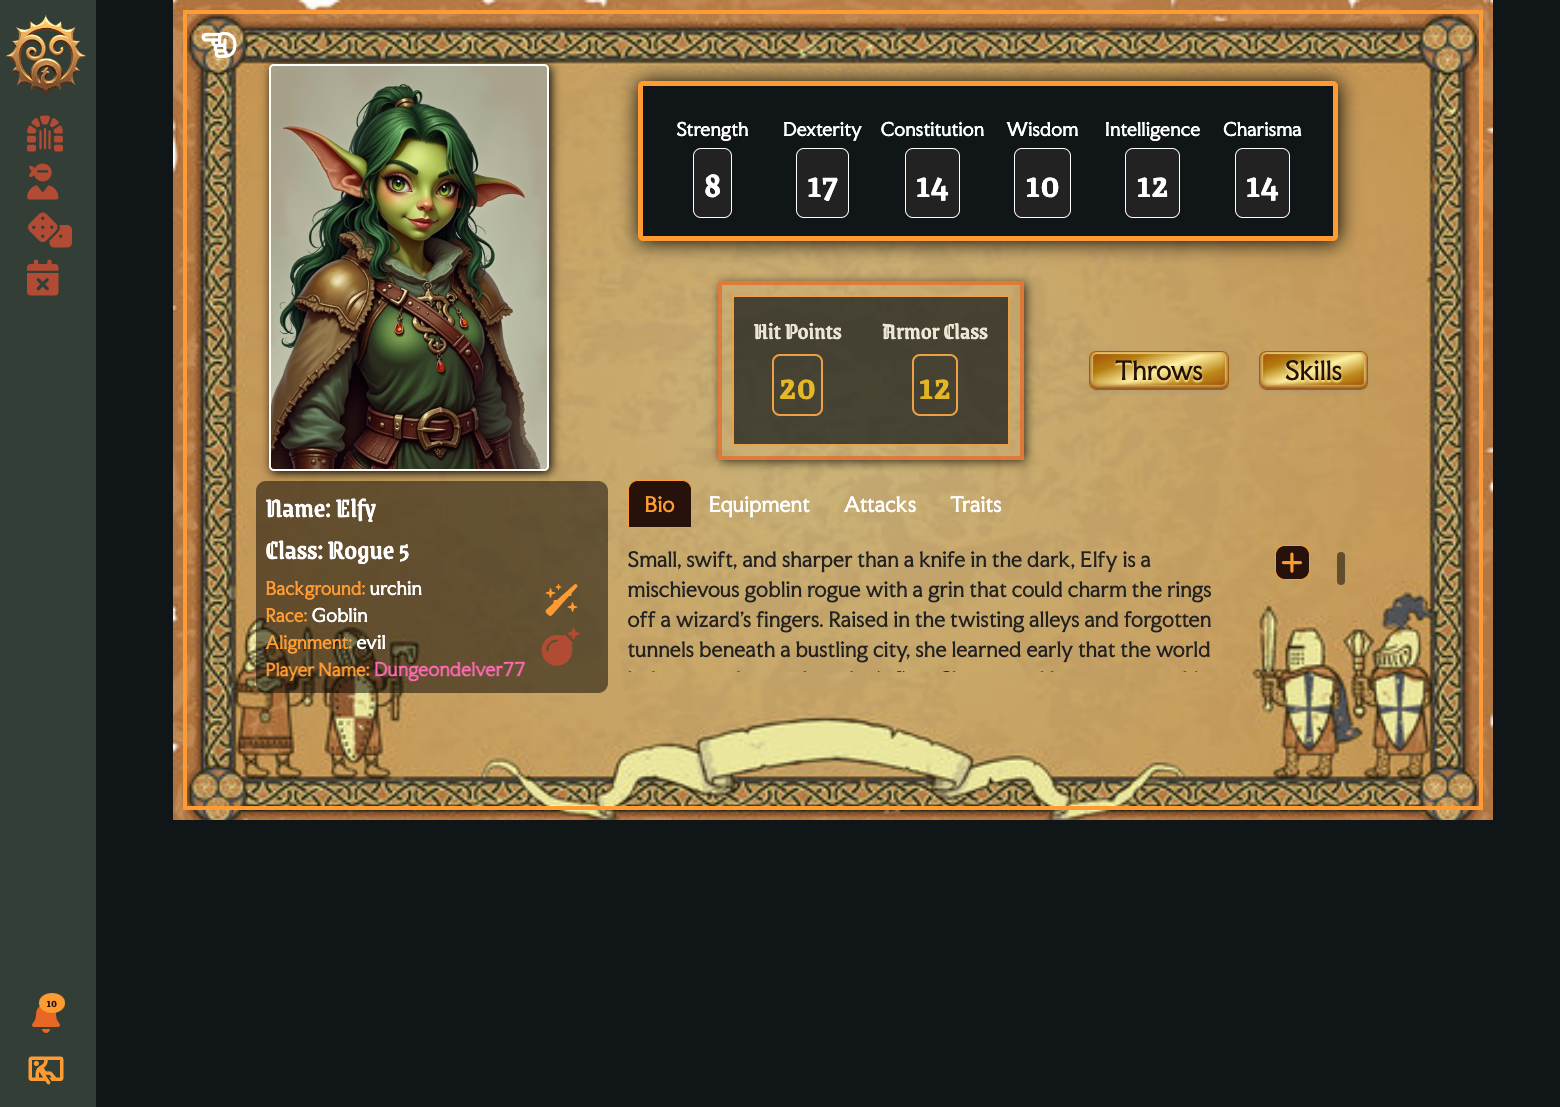 Strength Dexterity Constitution Wisdom Intelligence Charisma
8 17 14 10 12 14
Hit Points Armor Class
20 12
Throws Skills
Name: Elfy
Class: Rogue 5
Background: urchin
Race: Goblin
Alignment: evil
Player Name: Dungeondelver77
Bio Equipment Attacks Traits
Small, swift, and sharper than a knife in the dark, Elfy is a
mischievous goblin rogue with a grin that could charm the rings
off a wizard’s fingers. Raised in the twisting alleys and forgotten
tunnels beneath a bustling city, she learned early that the world
10